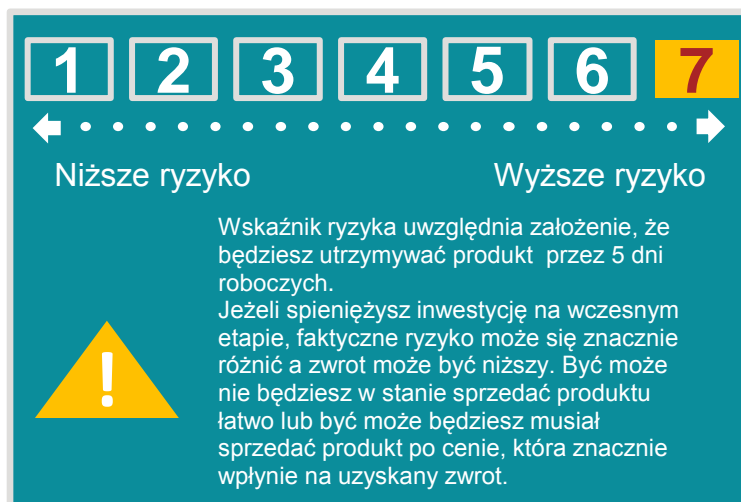 1 2 3 4 5 6 7
Niższe ryzyko Wyższe ryzyko
Wskaźnik ryzyka uwzględnia założenie, że
będziesz utrzymywać produkt przez 5 dni
roboczych.
Jeżeli spieniężysz inwestycję na wczesnym
etapie, faktyczne ryzyko może się znacznie
różnić a zwrot może być niższy. Być może
nie będziesz w stanie sprzedać produktu
łatwo lub być może będziesz musiał
sprzedać produkt po cenie, która znacznie
wpłynie na uzyskany zwrot.
!